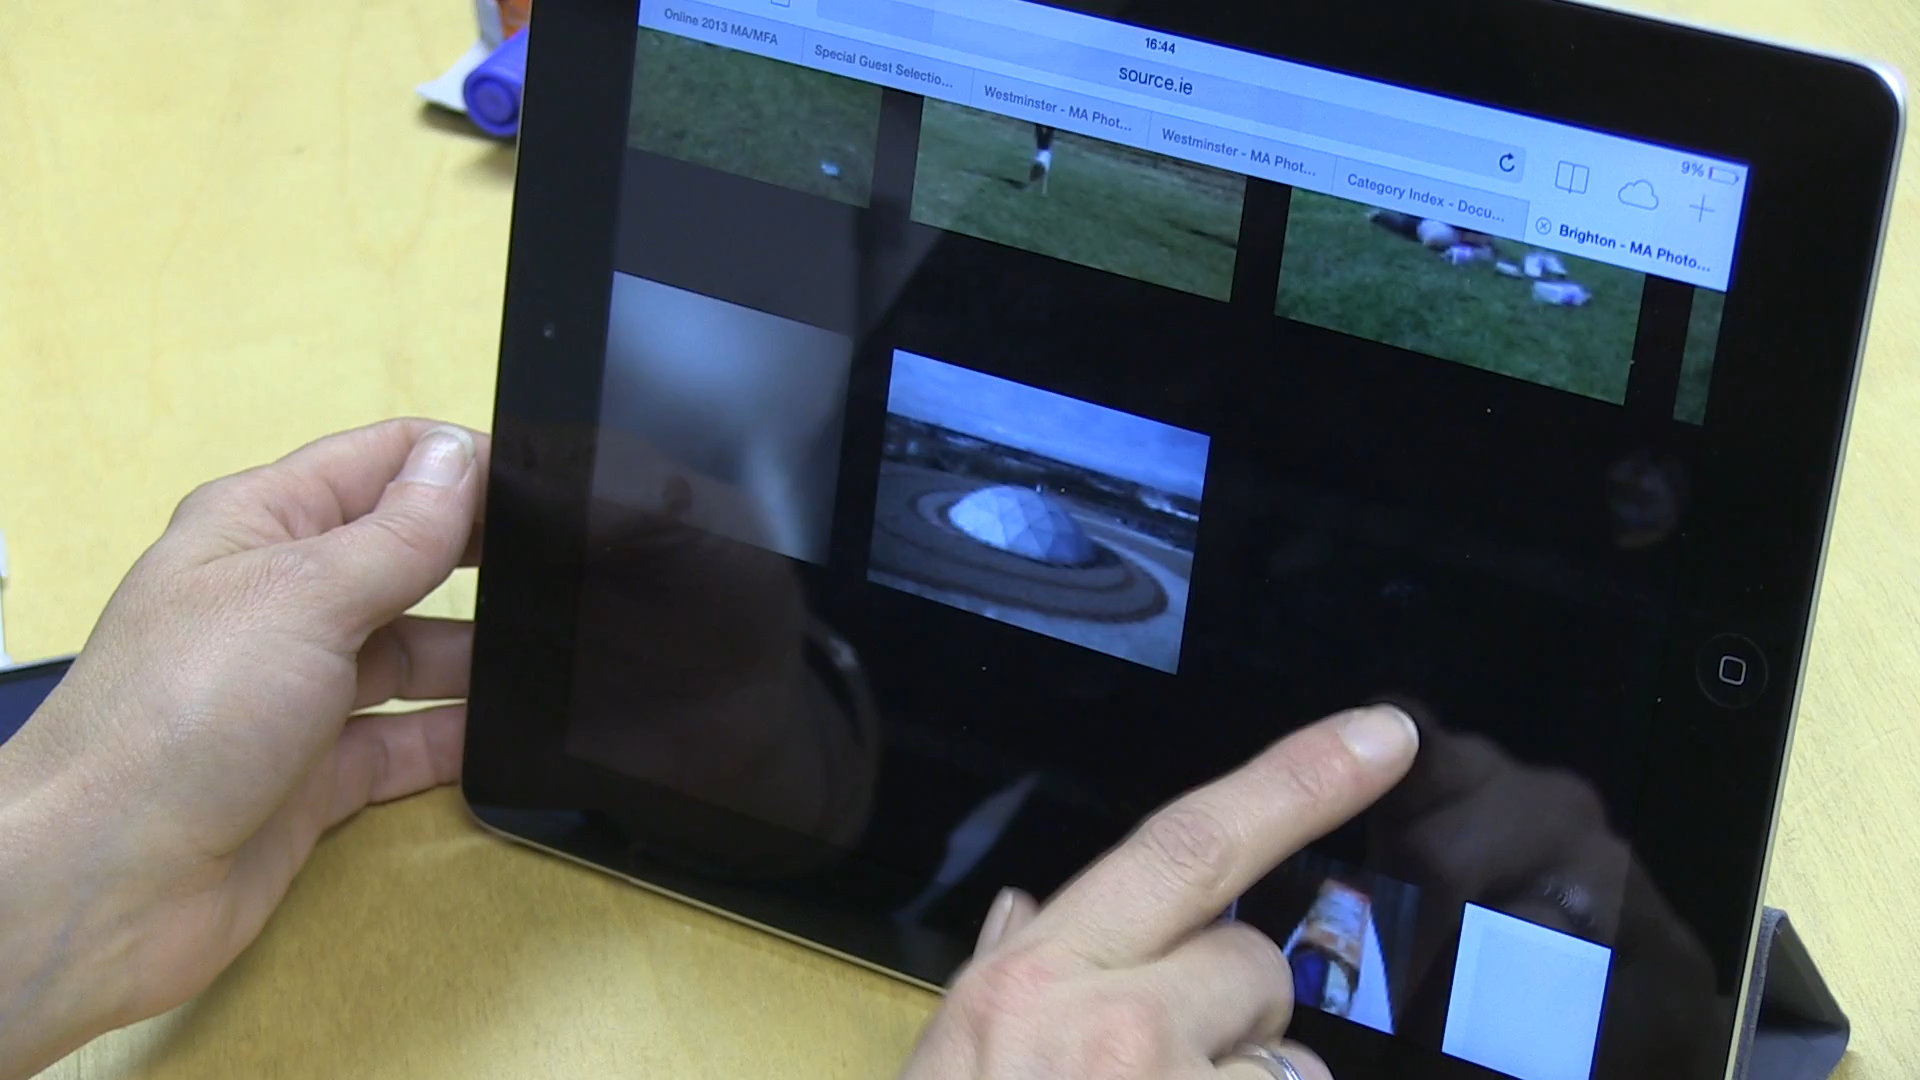 16:44
9%
source.ie
Online 2013 MA/MFA
Special Guest Selectio...
Westminster - MA Phot...
Westminster - MA Phot...
Category Index - Docu...
Brighton - MA Photo...